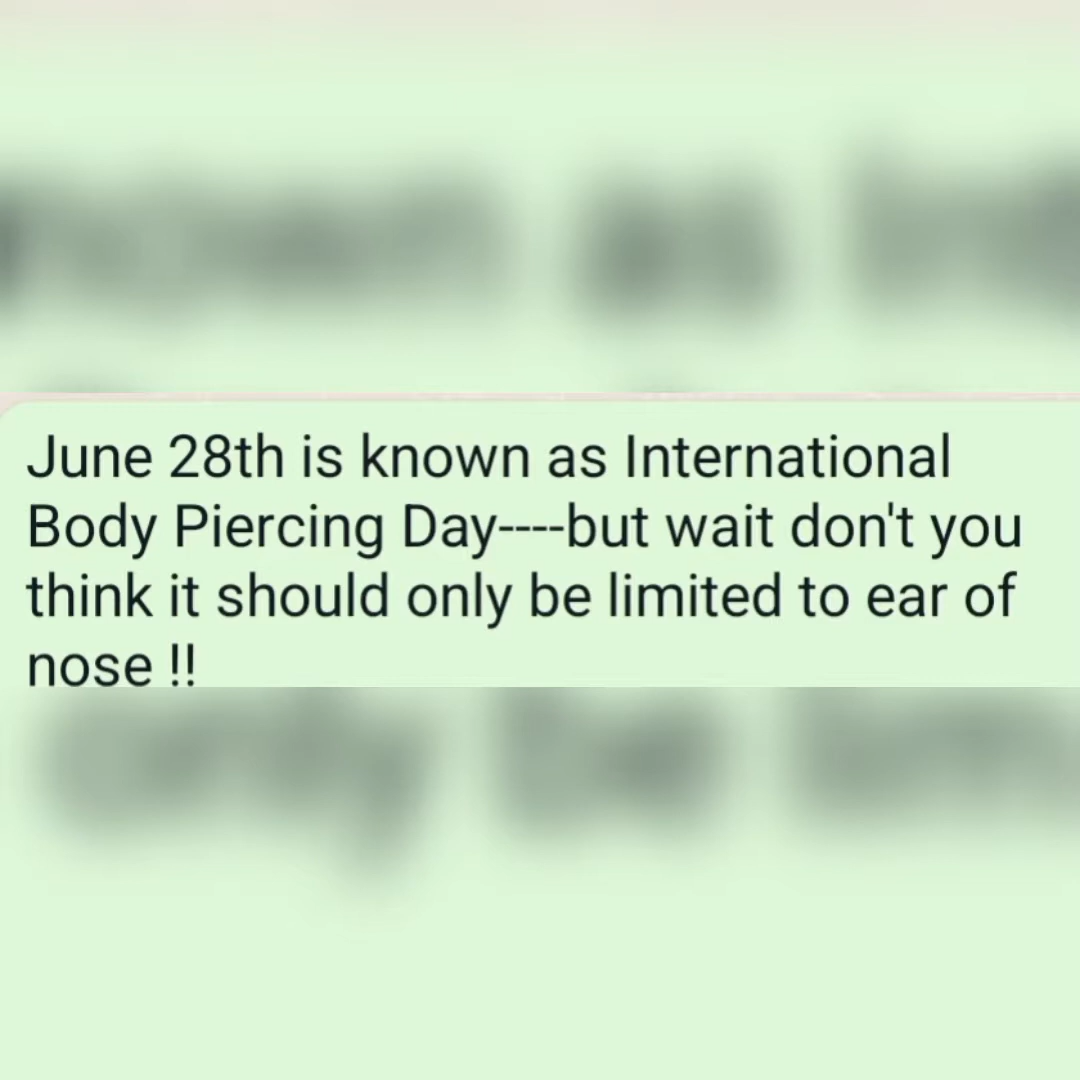 June 28th is known as International
Body Piercing Day----but wait don't you
think it should only be limited to ear of
nose !!